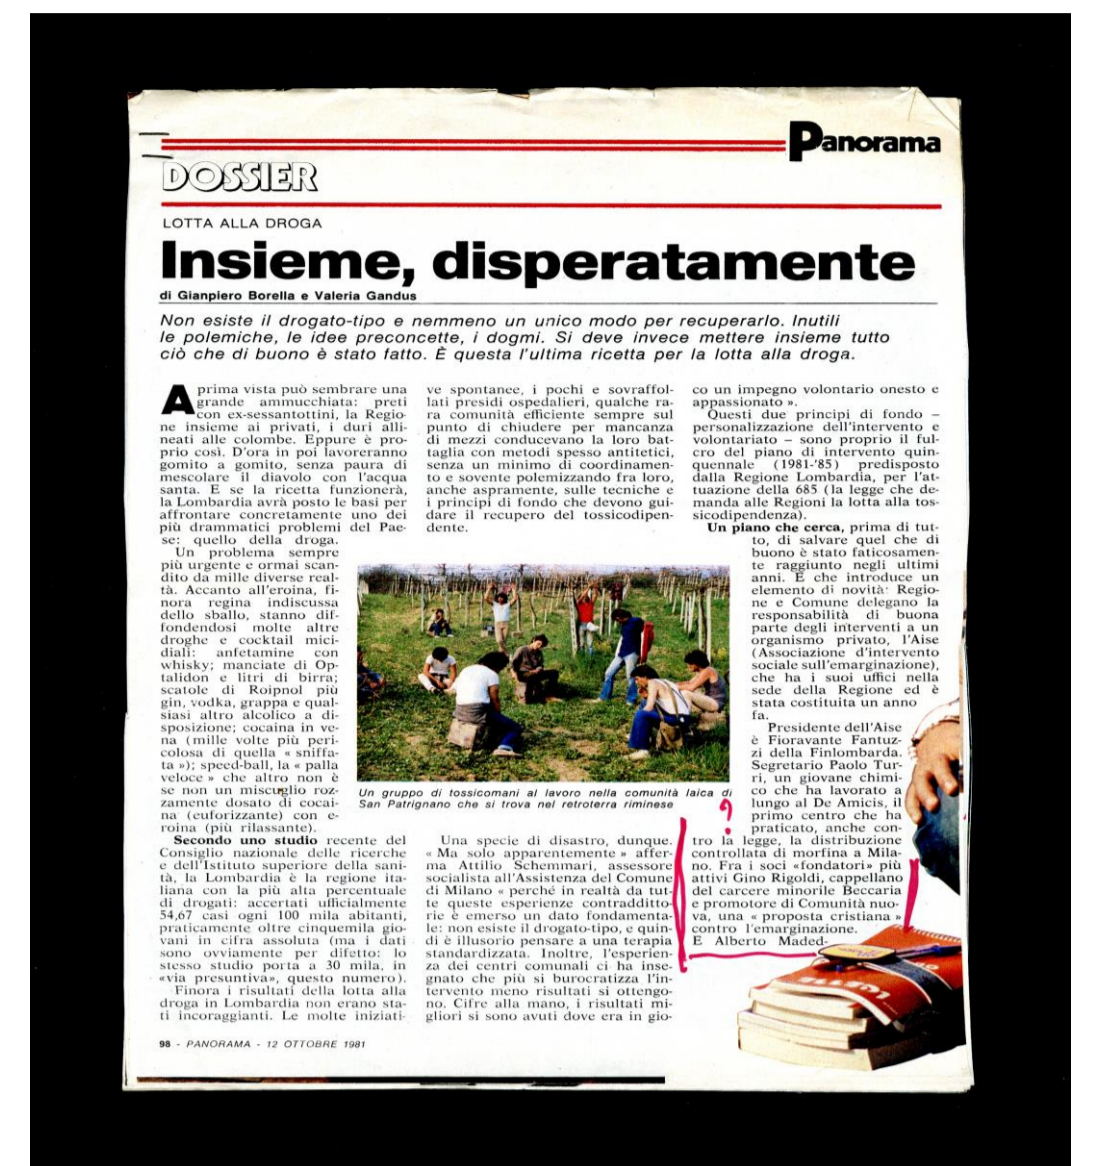 Panorama
DOSSIER
LOTTA ALLA DROGA
Insieme, disperatamente
di Gianpiero Borella e Valeria Gandus
Non esiste il drogato-tipo e nemmeno un unico modo per recuperarlo. Inutili
le polemiche, le idee preconcette, i dogmi. Si deve invece mettere insieme tutto
ciò che di buono è stato fatto. È questa l'ultima ricetta per la lotta alla droga.
A prima vista può sembrare una
grande ammucchiata: preti
con ex-sessantottini, la Regio-
ne insieme ai privati, i duri alli-
neati alle colombe. Eppure è pro-
prio così. D'ora in poi lavoreranno
gomito a gomito, senza paura di
mescolare il diavolo con l'acqua
santa. E se la ricetta funzionerà,
la Lombardia avrà posto le basi per
affrontare concretamente uno dei
più drammatici problemi del Pae-
se: quello della droga.
Un problema sempre
più urgente e ormai scan-
dito da mille diverse real-
tà. Accanto all'eroina, fi-
nora regina indiscussa
dello sballo, stanno dif-
fondendosi molte altre
droghe e cocktail mici-
diali: anfetamine con
whisky; manciate di Op-
talidon e litri di birra;
scatole di Roipnol più
gin, vodka, grappa e qual-
siasi altro alcolico a di-
sposizione; cocaina in ve-
na (mille volte più peri-
colosa di quella « sniffa-
ta »); speed-ball, la « palla
veloce » che altro non è
se non un miscuglio roz-
zamente dosato di cocai-
na (euforizzante) con e-
roina (più rilassante).
Secondo uno studio recente del
Consiglio nazionale delle ricerche
e dell'Istituto superiore della sani-
tà, la Lombardia è la regione ita-
liana con la più alta percentuale
di drogati: accertati ufficialmente
54,67 casi ogni 100 mila abitanti,
praticamente oltre cinquemila gio-
vani in cifra assoluta (ma i dati
sono ovviamente per difetto: lo
stesso studio porta a 30 mila, in
«via presuntiva», questo numero).
Finora i risultati della lotta alla
droga in Lombardia non erano sta-
ti incoraggianti. Le molte iniziati-
ve spontanee, i pochi e sovraffol-
lati presidi ospedalieri, qualche ra-
ra comunità efficiente sempre sul
punto di chiudere per mancanza
di mezzi conducevano la loro bat-
taglia con metodi spesso antitetici,
senza un minimo di coordinamen-
to e sovente polemizzando fra loro,
anche aspramente, sulle tecniche e
i principi di fondo che devono gui-
dare il recupero del tossicodipen-
dente.
Un gruppo di tossicomani al lavoro nella comunità laica di
San Patrignano che si trova nel retroterra riminese
Una specie di disastro, dunque.
« Ma solo apparentemente » affer-
ma Attilio Schemmari, assessore
socialista all'Assistenza del Comune
di Milano « perché in realtà da tut-
te queste esperienze contradditto-
rie è emerso un dato fondamenta-
le: non esiste il drogato-tipo, e quin-
di è illusorio pensare a una terapia
standardizzata. Inoltre, l'esperien-
za dei centri comunali ci ha inse-
gnato che più si burocratizza l'in-
tervento meno risultati si ottengo-
no. Cifre alla mano, i risultati mi-
gliori si sono avuti dove era in gio-
co un impegno volontario onesto e
appassionato ».
Questi due principi di fondo –
personalizzazione dell'intervento e
volontariato – sono proprio il ful-
cro del piano di intervento quin-
quennale (1981-'85) predisposto
dalla Regione Lombardia, per l'at-
tuazione della 685 (la legge che de-
manda alle Regioni la lotta alla tos-
sicodipendenza).
Un piano che cerca, prima di tut-
to, di salvare quel che di
buono è stato faticosamen-
te raggiunto negli ultimi
anni. E che introduce un
elemento di novità: Regio-
ne e Comune delegano la
responsabilità di buona
parte degli interventi a un
organismo privato, l'Aise
(Associazione d'intervento
sociale sull'emarginazione),
che ha i suoi uffici nella
sede della Regione ed è
stata costituita un anno
fa.
Presidente dell'Aise
è Fioravante Fantuz-
zi della Finlombarda.
Segretario Paolo Tur-
ri, un giovane chimi-
co che ha lavorato a
lungo al De Amicis, il
primo centro che ha
praticato, anche con-
tro la legge, la distribuzione
controllata di morfina a Mila-
no. Fra i soci «fondatori» più
attivi Gino Rigoldi, cappellano
del carcere minorile Beccaria
e promotore di Comunità nuo-
va, una « proposta cristiana »
contro l'emarginazione.
E Alberto Maded-
?
98 - PANORAMA - 12 OTTOBRE 1981